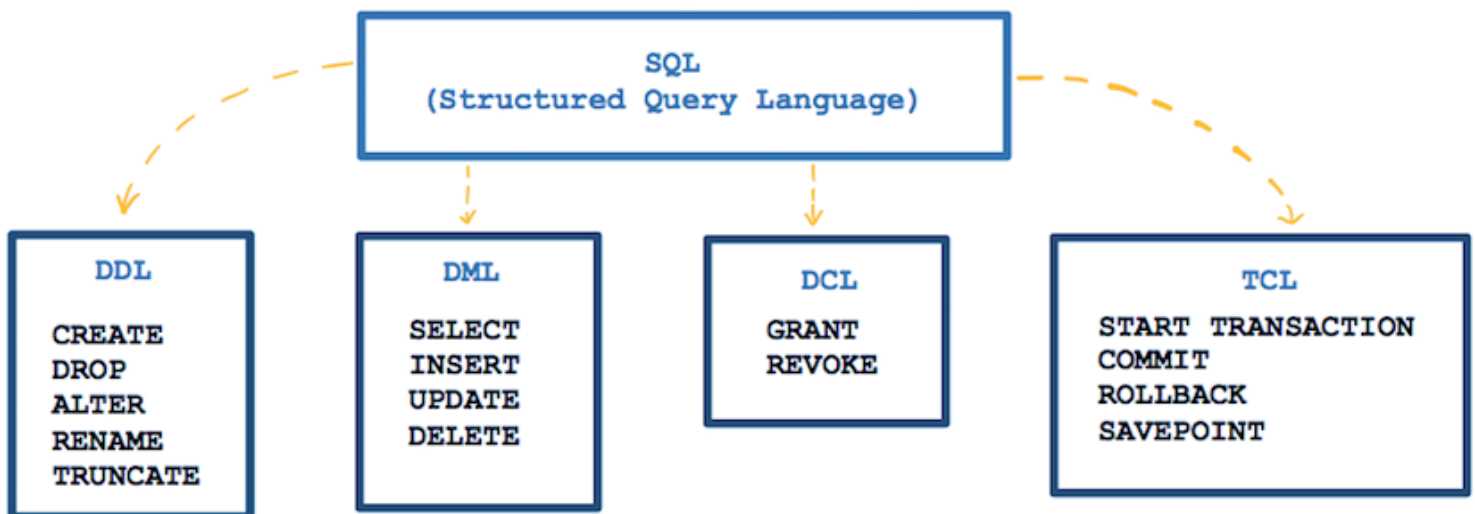 SQL
(Structured Query Language)
DDL
CREATE
DROP
ALTER
RENAME
TRUNCATE
DML
SELECT
INSERT
UPDATE
DELETE
DCL
GRANT
REVOKE
TCL
START TRANSACTION
COMMIT
ROLLBACK
SAVEPOINT